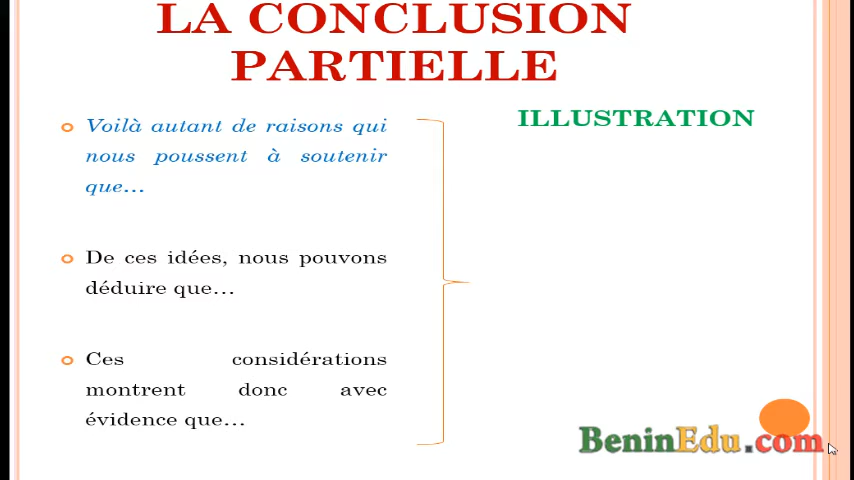 LA CONCLUSION
PARTIELLE
Voilà autant de raisons qui
nous poussent à soutenir
que…
De ces idées, nous pouvons
déduire que…
Ces considérations
montrent donc avec
évidence que…
ILLUSTRATION
BeninEdu.com